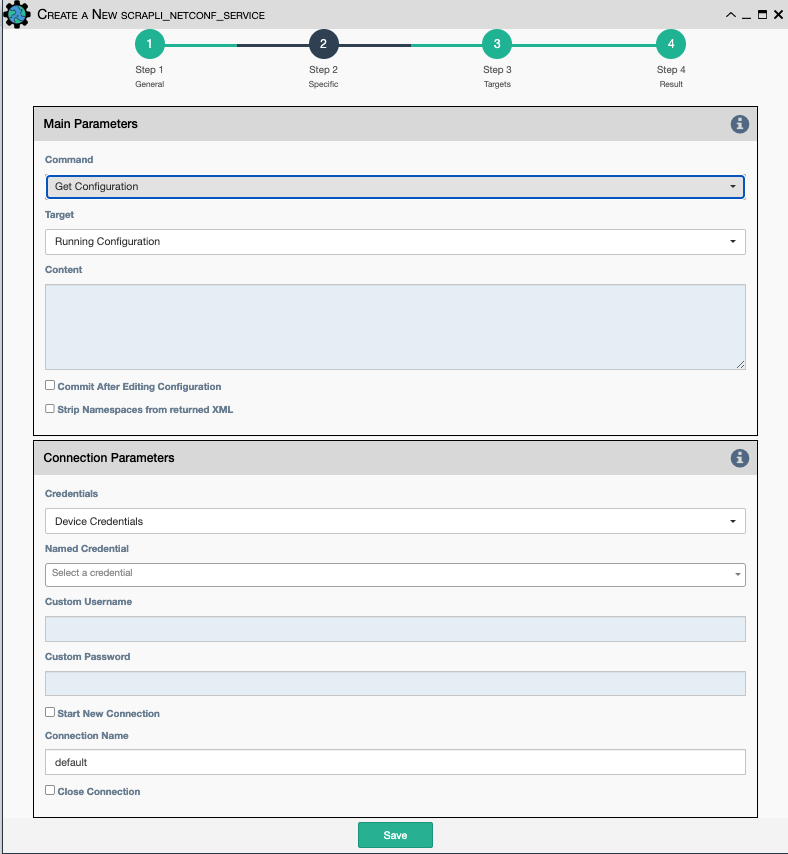 Create a New scrapli_netconf_service
1 2 3 4
Step 1 Step 2 Step 3 Step 4
General Specific Targets Result
Main Parameters
Command
Get Configuration
Target
Running Configuration
Content
Commit After Editing Configuration
Strip Namespaces from returned XML
Connection Parameters
Credentials
Device Credentials
Named Credential
Select a credential
Custom Username
Custom Password
Start New Connection
Connection Name
default
Close Connection
Save